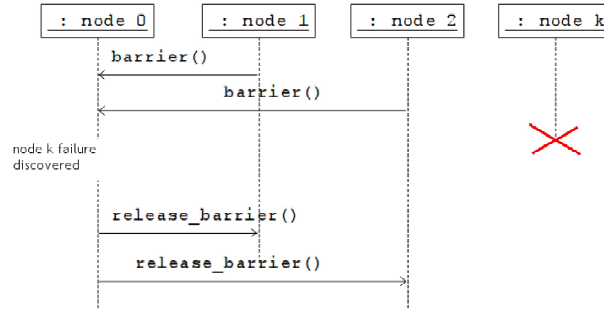 : node 0
: node 1
: node 2
: node k
barrier()
barrier()
node k failure
discovered
release_barrier()
release_barrier()